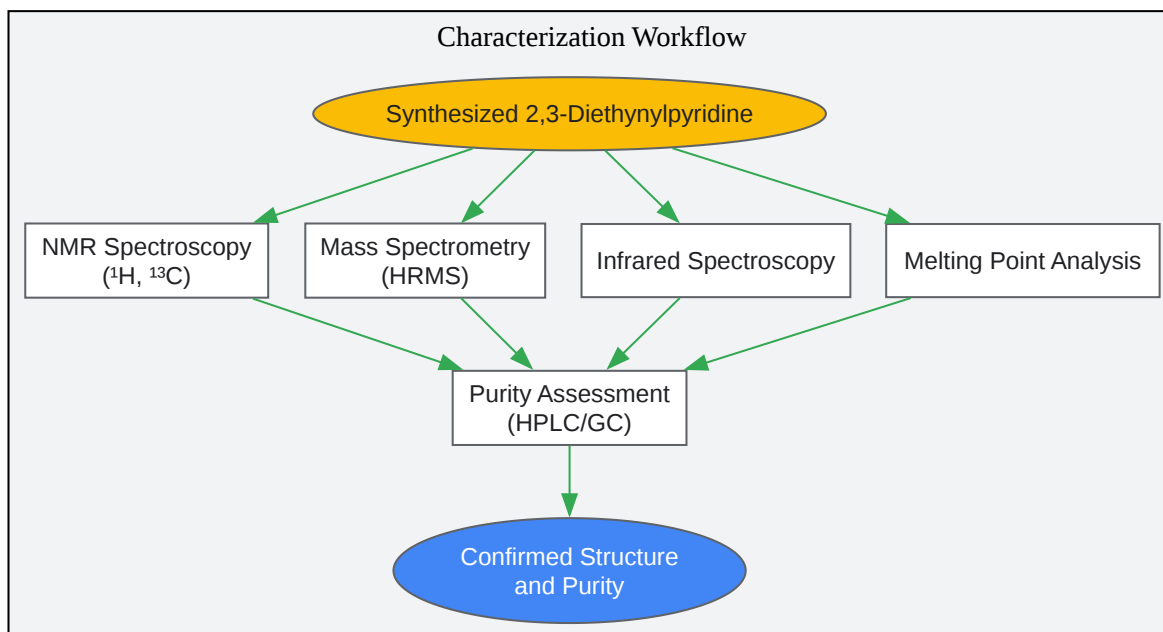 Characterization Workflow
Synthesized 2,3-Diethynylpyridine
NMR Spectroscopy
(¹H, ¹³C)
Mass Spectrometry
(HRMS)
Infrared Spectroscopy
Melting Point Analysis
Purity Assessment
(HPLC/GC)
Confirmed Structure
and Purity